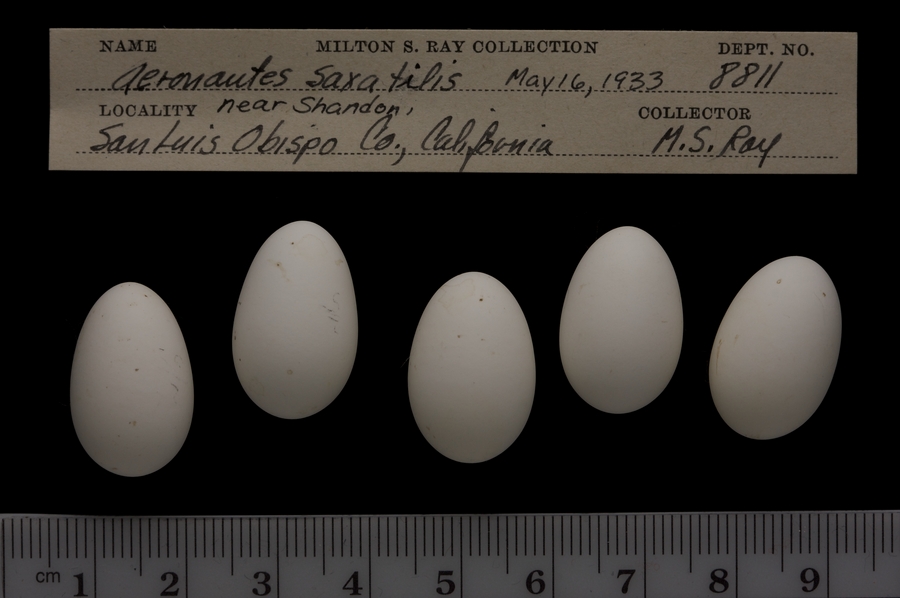 NAME MILTON S. RAY COLLECTION DEPT. NO.
Aeronautes saxatilis May 16, 1933 8811
LOCALITY near Shandon, COLLECTOR
San Luis Obispo Co., California M.S. Ray
cm 1 2 3 4 5 6 7 8 9